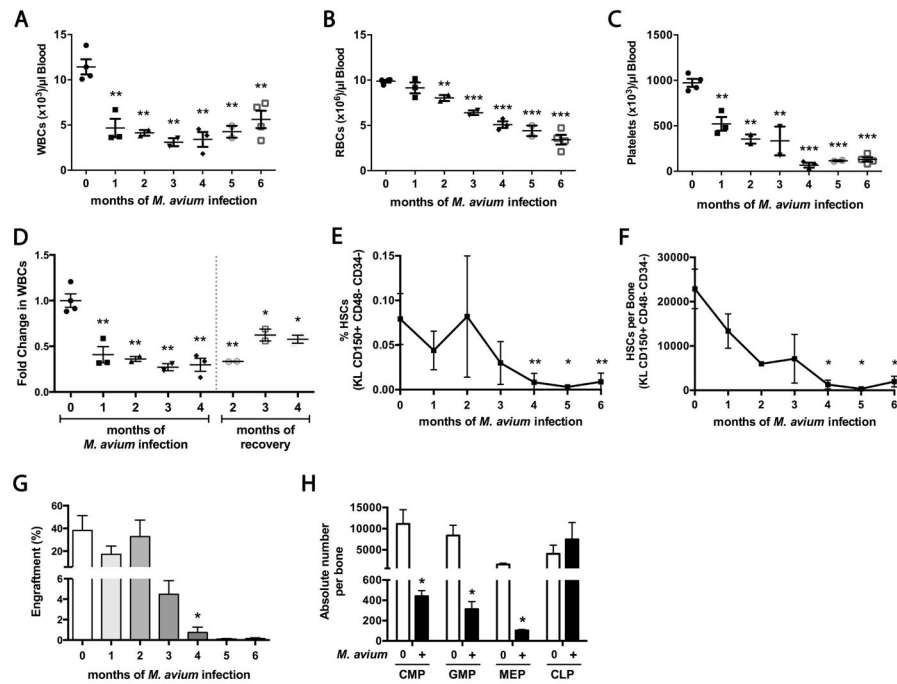 A
WBCs (x10³)/µl Blood
15
10
5
0
**
**
**
**
**
**
0 1 2 3 4 5 6
months of M. avium infection
B
RBCs (x10⁶)/µl Blood
15
10
5
0
**
***
***
***
***
0 1 2 3 4 5 6
months of M. avium infection
C
Platelets (x10³)/µl Blood
1500
1000
500
0
**
**
**
***
***
***
0 1 2 3 4 5 6
months of M. avium infection
D
Fold Change in WBCs
1.5
1.0
0.5
0.0
**
**
**
**
**
*
*
0 1 2 3 4 2 3 4
months of
M. avium infection
months of
recovery
E
% HSCs
(KL CD150+ CD48- CD34-)
0.15
0.10
0.05
0.00
**
*
**
0 1 2 3 4 5 6
months of M. avium infection
F
HSCs per Bone
(KL CD150+ CD48- CD34-)
30000
20000
10000
0
*
*
*
0 1 2 3 4 5 6
months of M. avium infection
G
Engraftment (%)
60
40
20
6
4
2
0
*
0 1 2 3 4 5 6
months of M. avium infection
H
Absolute number
per bone
15000
10000
5000
600
400
200
0
*
*
*
M. avium 0 + 0 + 0 + 0 +
CMP GMP MEP CLP